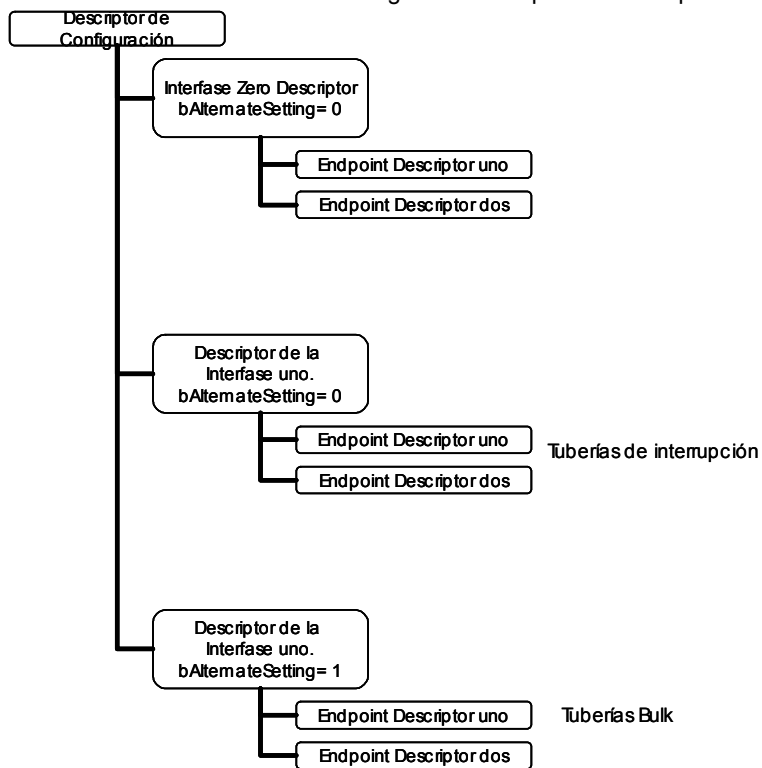 Descriptor de
Configuración
Interfase Zero Descriptor
bAlternateSetting= 0
Endpoint Descriptor uno
Endpoint Descriptor dos
Descriptor de la
Interfase uno.
bAlternateSetting= 0
Endpoint Descriptor uno
Tuberías de interrupción
Endpoint Descriptor dos
Descriptor de la
Interfase uno.
bAlternateSetting= 1
Endpoint Descriptor uno
Tuberías Bulk
Endpoint Descriptor dos